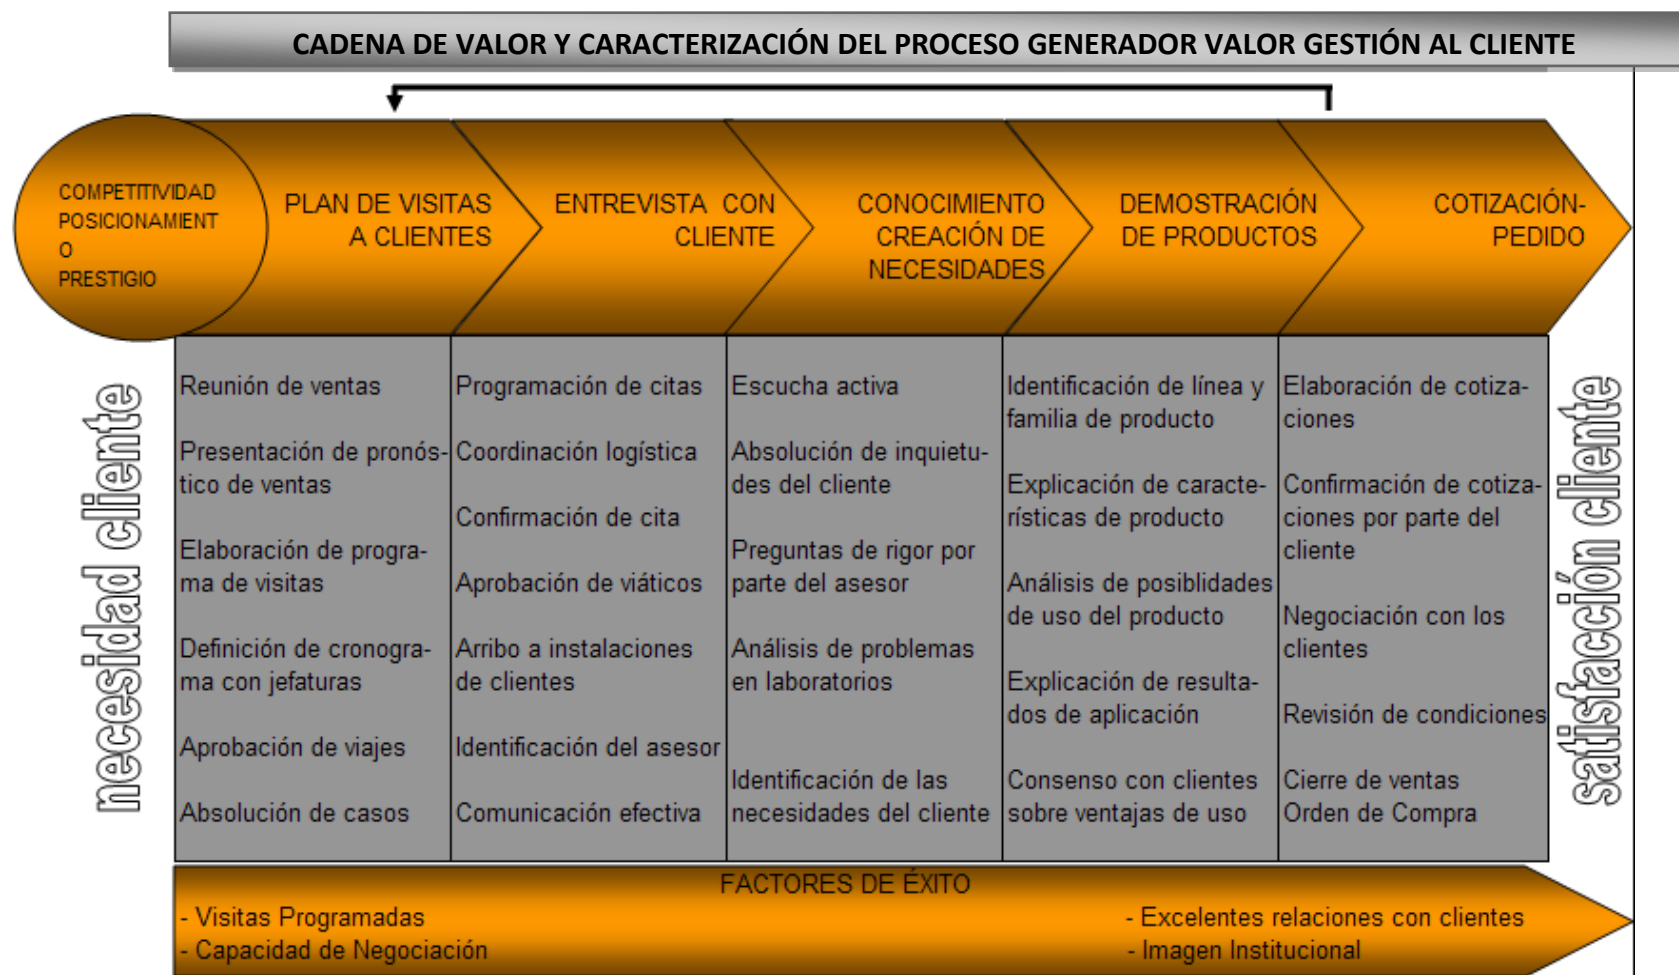 CADENA DE VALOR Y CARACTERIZACIÓN DEL PROCESO GENERADOR VALOR GESTIÓN AL CLIENTE
COMPETITIVIDAD
POSICIONAMIENT
O
PRESTIGIO
PLAN DE VISITAS
A CLIENTES
ENTREVISTA CON
CLIENTE
CONOCIMIENTO
CREACIÓN DE
NECESIDADES
DEMOSTRACIÓN
DE PRODUCTOS
COTIZACIÓN-
PEDIDO
necesidad cliente
Reunión de ventas
Presentación de pronós-
tico de ventas
Elaboración de progra-
ma de visitas
Definición de cronogra-
ma con jefaturas
Aprobación de viajes
Absolución de casos
Programación de citas
Coordinación logística
Confirmación de cita
Aprobación de viáticos
Arribo a instalaciones
de clientes
Identificación del asesor
Comunicación efectiva
Escucha activa
Absolución de inquietu-
des del cliente
Preguntas de rigor por
parte del asesor
Análisis de problemas
en laboratorios
Identificación de las
necesidades del cliente
Identificación de línea y
familia de producto
Explicación de caracte-
rísticas de producto
Análisis de posiblidades
de uso del producto
Explicación de resulta-
dos de aplicación
Consenso con clientes
sobre ventajas de uso
Elaboración de cotiza-
ciones
Confirmación de cotiza-
ciones por parte del
cliente
Negociación con los
clientes
Revisión de condiciones
Cierre de ventas
Orden de Compra
satisfacción cliente
FACTORES DE ÉXITO
- Visitas Programadas
- Capacidad de Negociación
- Excelentes relaciones con clientes
- Imagen Institucional